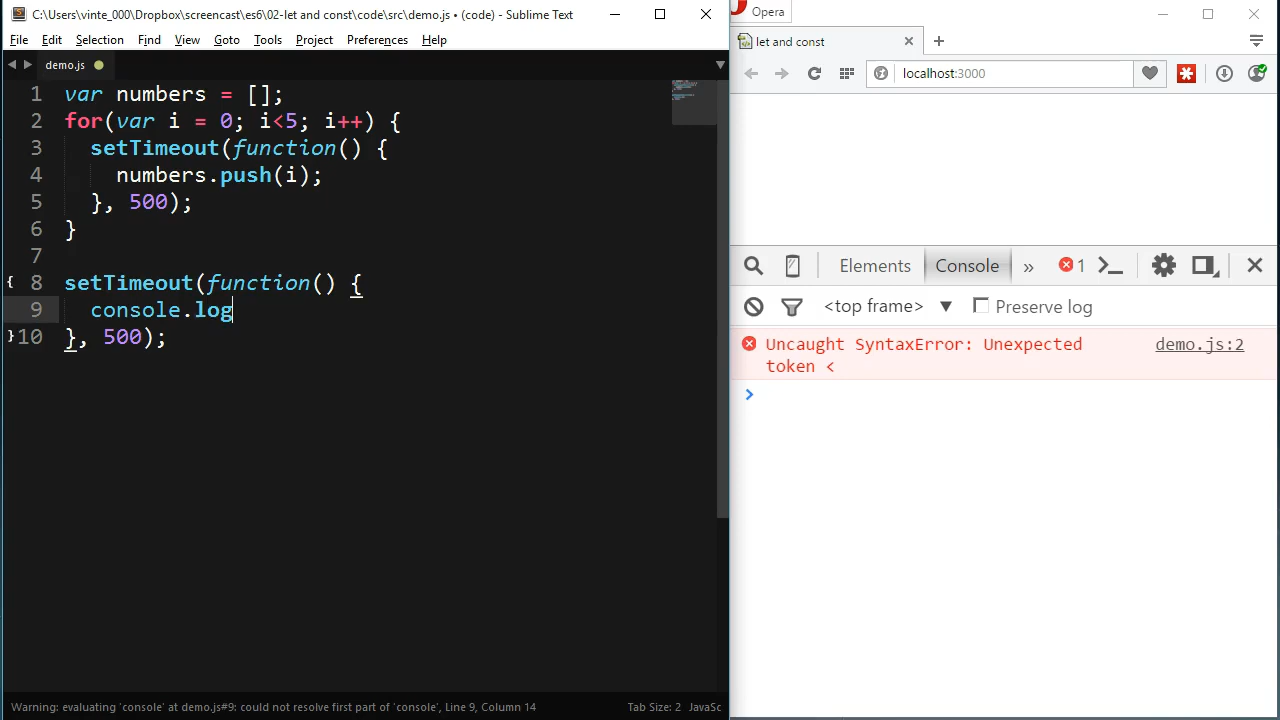 C:\Users\vinte_000\Dropbox\screencast\es6\02-let and const\code\src\demo.js • (code) - Sublime Text
File Edit Selection Find View Goto Tools Project Preferences Help
demo.js
1 var numbers = [];
2 for(var i = 0; i<5; i++) {
3 setTimeout(function() {
4 numbers.push(i);
5 }, 500);
6 }
7
8 setTimeout(function() {
9 console.log
10 }, 500);
Warning: evaluating 'console' at demo.js#9: could not resolve first part of 'console', Line 9, Column 14
Tab Size: 2 JavaSc
Opera
let and const
localhost:3000
Elements Console » 1
<top frame> Preserve log
Uncaught SyntaxError: Unexpected demo.js:2
token <